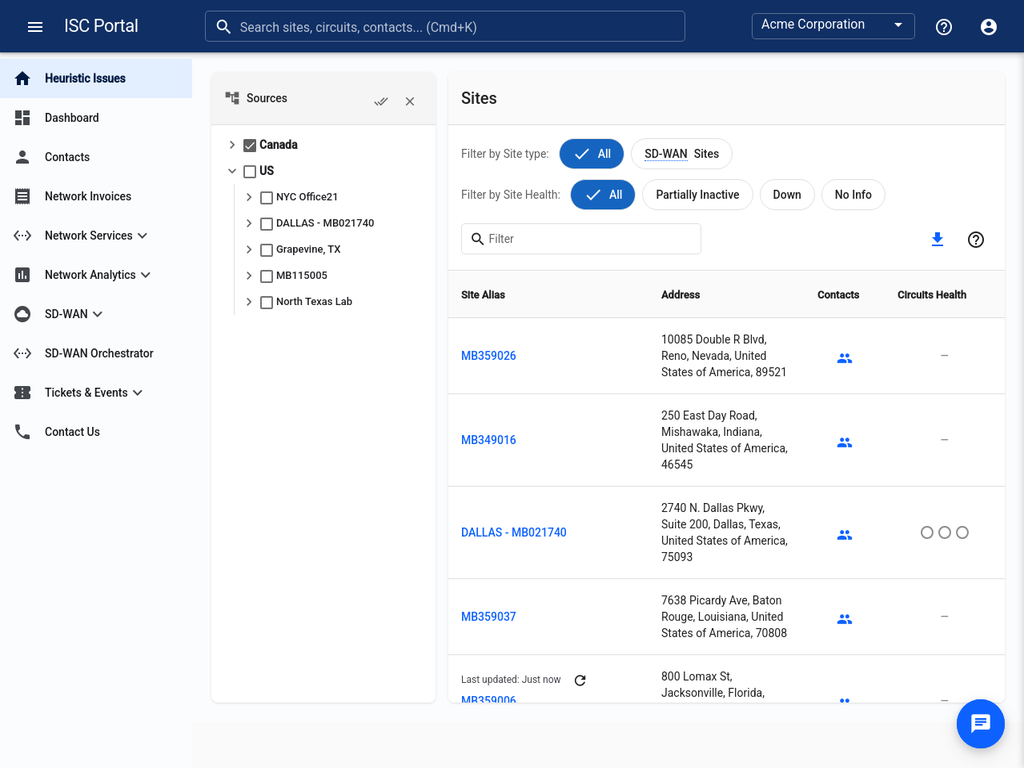 ISC Portal
Search sites, circuits, contacts... (Cmd+K)
Acme Corporation
Heuristic Issues
Dashboard
Contacts
Network Invoices
Network Services
Network Analytics
SD-WAN
SD-WAN Orchestrator
Tickets & Events
Contact Us
Sources
Canada
US
NYC Office21
DALLAS - MB021740
Grapevine, TX
MB115005
North Texas Lab
Sites
Filter by Site type:
All
SD-WAN Sites
Filter by Site Health:
All
Partially Inactive
Down
No Info
Filter
Site Alias
Address
Contacts
Circuits Health
MB359026
10085 Double R Blvd,
Reno, Nevada, United
States of America, 89521
–
MB349016
250 East Day Road,
Mishawaka, Indiana,
United States of America,
46545
–
DALLAS - MB021740
2740 N. Dallas Pkwy,
Suite 200, Dallas, Texas,
United States of America,
75093
MB359037
7638 Picardy Ave, Baton
Rouge, Louisiana, United
States of America, 70808
–
Last updated: Just now
MB359006
800 Lomax St,
Jacksonville, Florida,
–